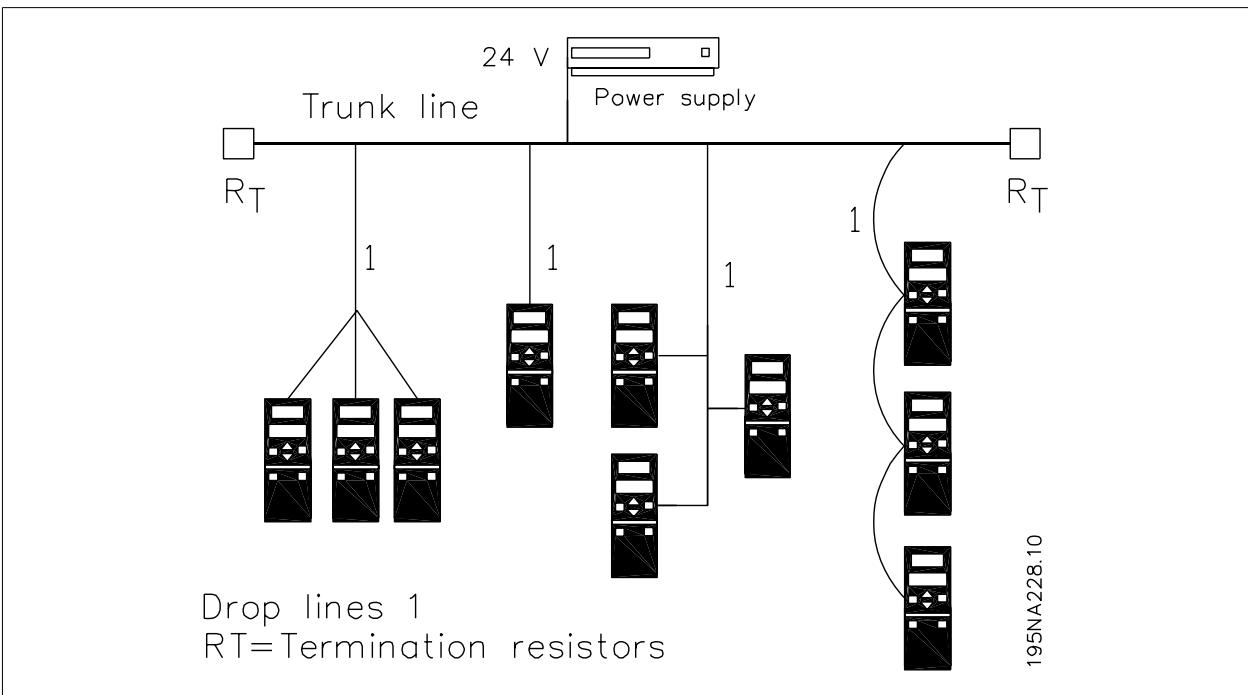 24 V
Power supply
Trunk line
RT
RT
1
1
1
1
Drop lines 1
RT=Termination resistors
195NA228.10